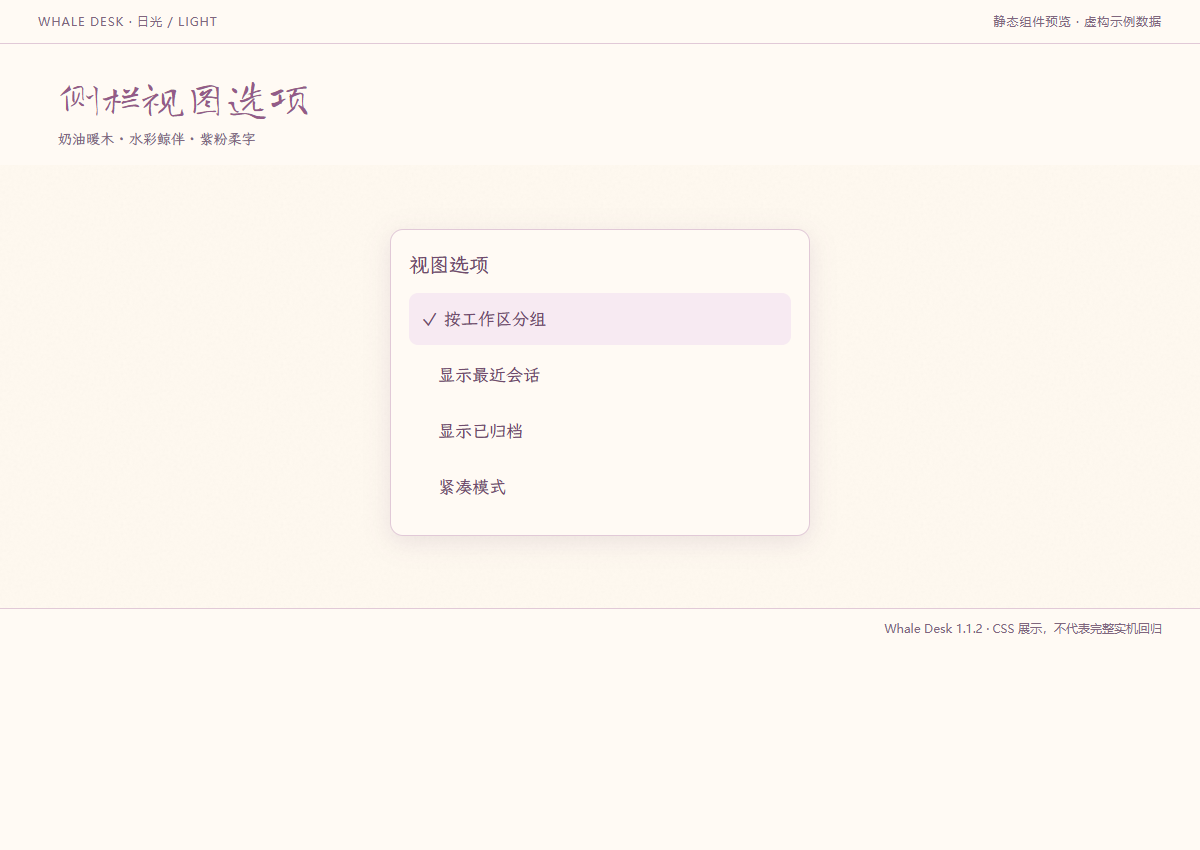 WHALE DESK · 日光 / LIGHT
静态组件预览 · 虚构示例数据
侧栏视图选项
奶油暖木 · 水彩鲸伴 · 紫粉柔字
视图选项
✓ 按工作区分组
显示最近会话
显示已归档
紧凑模式
Whale Desk 1.1.2 · CSS 展示，不代表完整实机回归